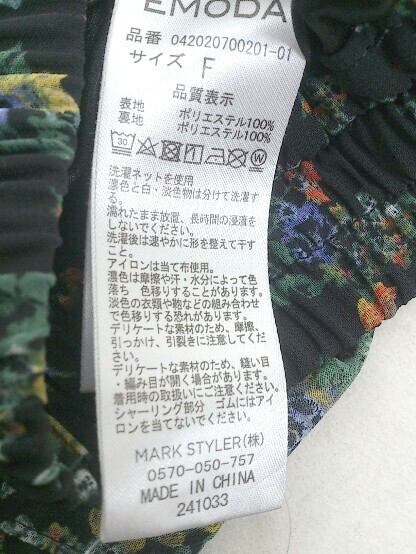 EMODA
品番 042020700201-01
サイズ F
品質表示
表地 ポリエステル100%
裏地 ポリエステル100%
30
W
洗濯ネットを使用
濃色と白・淡色物は分けて洗濯す
る。
濡れたまま放置、長時間の浸漬を
しないでください。
洗濯後は速やかに形を整えて干す
こと。
アイロンは当て布使用。
濃色は摩擦や汗・水分によって色
落ち 色移りすることがあります。
淡色の衣類や鞄などの組み合わせ
で色移りする恐れがあります。
デリケートな素材のため、摩擦、
引っかけ、引裂きに注意してくだ
さい。
デリケートな素材のため、縫い目
・編み目が開く場合があります。
着用時の取扱いにご注意ください。
シャーリング部分 ゴムにはアイ
ロンを当てないでください。
MARK STYLER(株)
0570-050-757
MADE IN CHINA
241033